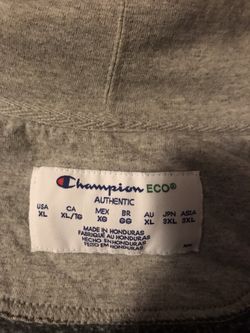 Champion ECO®
AUTHENTIC
USA CA MEX BR AU JPN ASIA
XL XL/TG XG GG XL 3XL 3XL
MADE IN HONDURAS
FABRIQUÉ AU HONDURAS
HECHO EN HONDURAS
FEITO EM HONDURAS